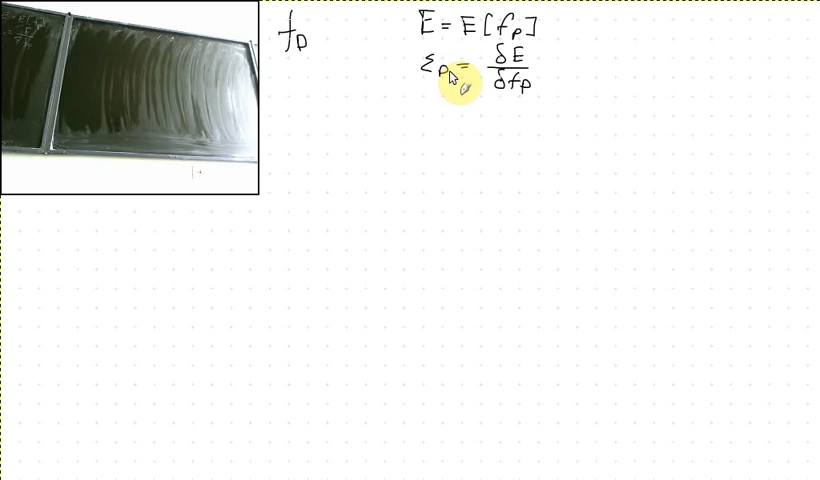 f_p
E = E[f_p]
ε_p = δE/δf_p